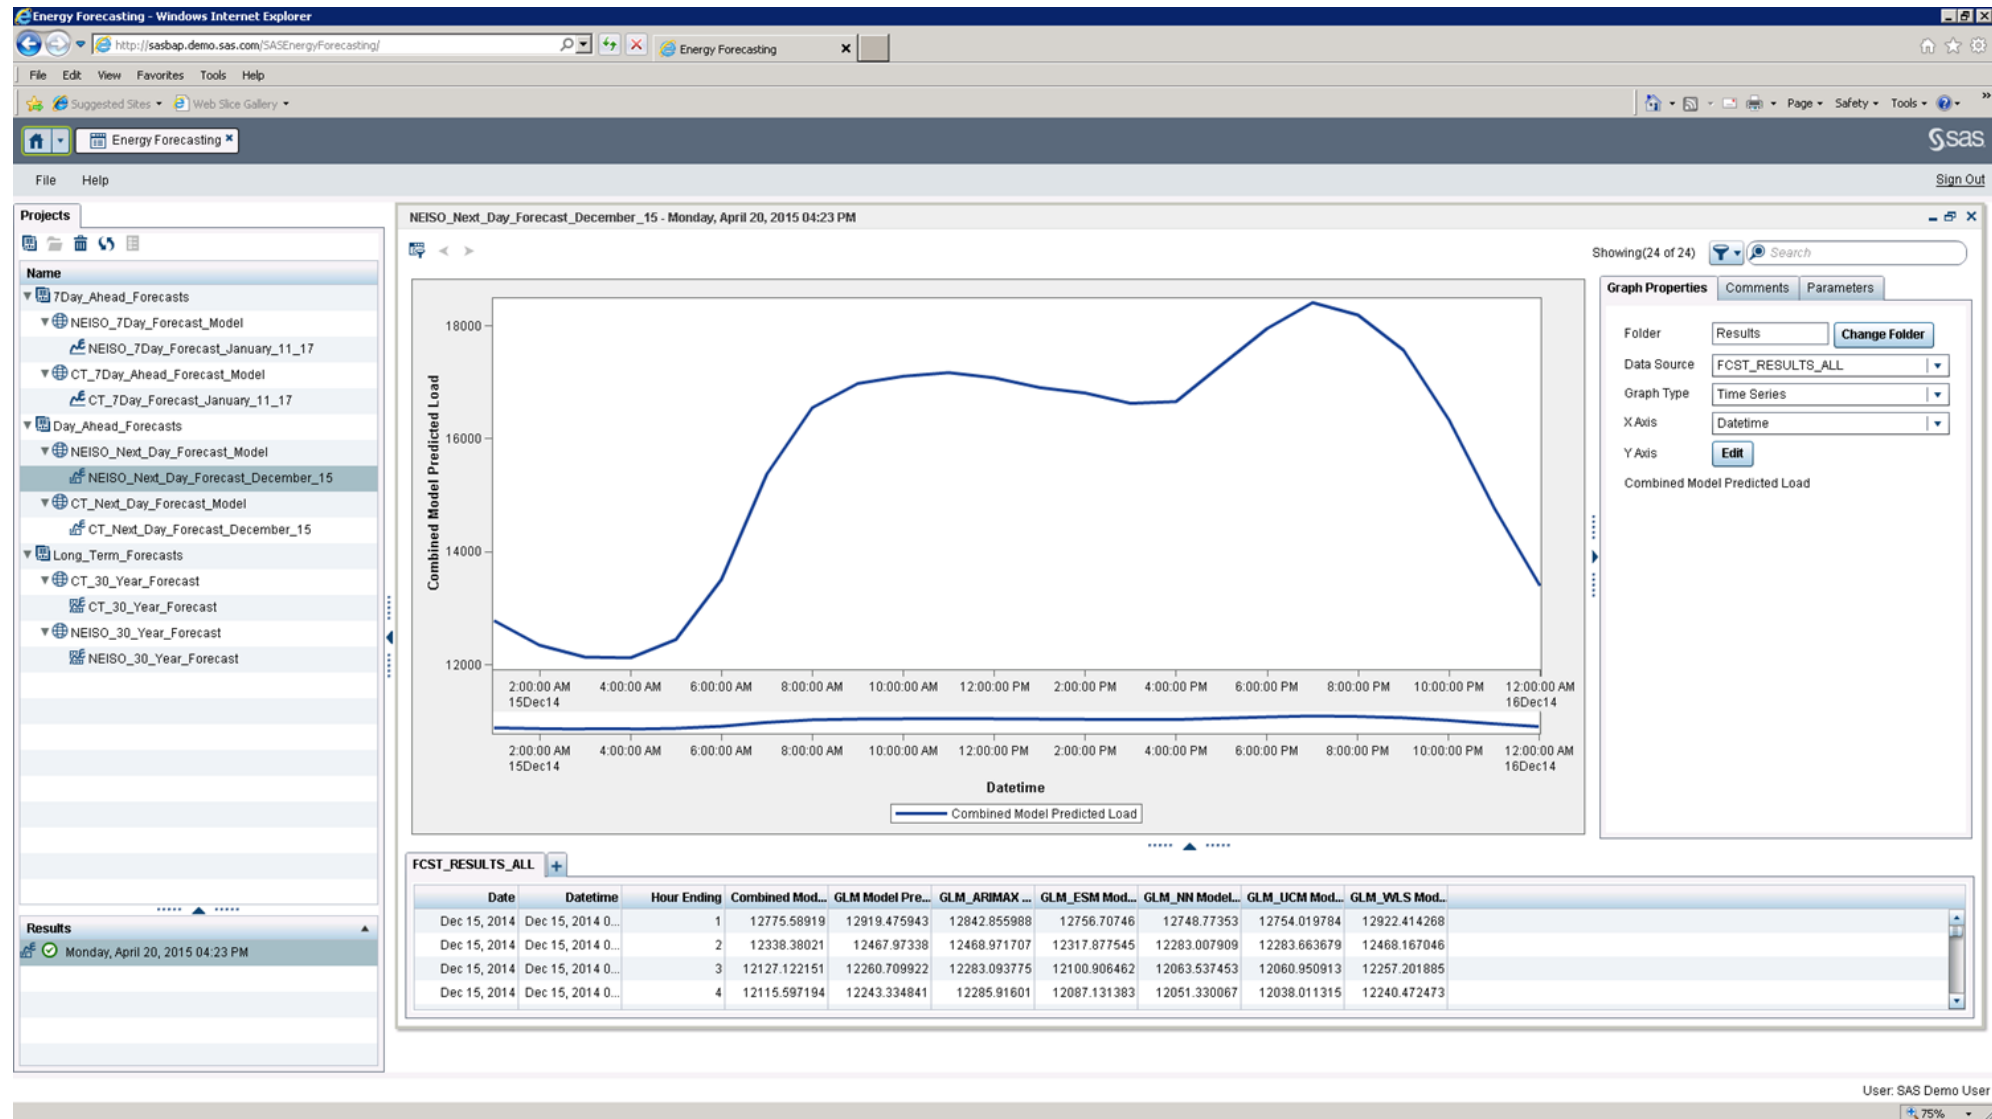 Energy Forecasting - Windows Internet Explorer
http://sasbap.demo.sas.com/SASEnergyForecasting/
Energy Forecasting
File Edit View Favorites Tools Help
Suggested Sites Web Slice Gallery
Page Safety Tools
Energy Forecasting
sas
File Help
Sign Out
Projects
Name
7Day_Ahead_Forecasts
NEISO_7Day_Forecast_Model
NEISO_7Day_Forecast_January_11_17
CT_7Day_Ahead_Forecast_Model
CT_7Day_Forecast_January_11_17
Day_Ahead_Forecasts
NEISO_Next_Day_Forecast_Model
NEISO_Next_Day_Forecast_December_15
CT_Next_Day_Forecast_Model
CT_Next_Day_Forecast_December_15
Long_Term_Forecasts
CT_30_Year_Forecast
CT_30_Year_Forecast
NEISO_30_Year_Forecast
NEISO_30_Year_Forecast
Results
Monday, April 20, 2015 04:23 PM
NEISO_Next_Day_Forecast_December_15 - Monday, April 20, 2015 04:23 PM
Showing(24 of 24) Search
Combined Model Predicted Load
18000
16000
14000
12000
2:00:00 AM 4:00:00 AM 6:00:00 AM 8:00:00 AM 10:00:00 AM 12:00:00 PM 2:00:00 PM 4:00:00 PM 6:00:00 PM 8:00:00 PM 10:00:00 PM 12:00:00 AM
15Dec14 16Dec14
2:00:00 AM 4:00:00 AM 6:00:00 AM 8:00:00 AM 10:00:00 AM 12:00:00 PM 2:00:00 PM 4:00:00 PM 6:00:00 PM 8:00:00 PM 10:00:00 PM 12:00:00 AM
15Dec14 16Dec14
Datetime
Combined Model Predicted Load
Graph Properties Comments Parameters
Folder Results Change Folder
Data Source FCST_RESULTS_ALL
Graph Type Time Series
X Axis Datetime
Y Axis Edit
Combined Model Predicted Load
FCST_RESULTS_ALL +
Date Datetime Hour Ending Combined Mod... GLM Model Pre... GLM_ARIMAX ... GLM_ESM Mod... GLM_NN Model... GLM_UCM Mod... GLM_WLS Mod...
Dec 15, 2014 Dec 15, 2014 0... 1 12775.58919 12919.475943 12842.855988 12756.70746 12748.77353 12754.019784 12922.414268
Dec 15, 2014 Dec 15, 2014 0... 2 12338.38021 12467.97338 12468.971707 12317.877545 12283.007909 12283.663679 12468.167046
Dec 15, 2014 Dec 15, 2014 0... 3 12127.122151 12260.709922 12283.093775 12100.906462 12063.537453 12060.950913 12257.201885
Dec 15, 2014 Dec 15, 2014 0... 4 12115.597194 12243.334841 12285.91601 12087.131383 12051.330067 12038.011315 12240.472473
User: SAS Demo User
75%